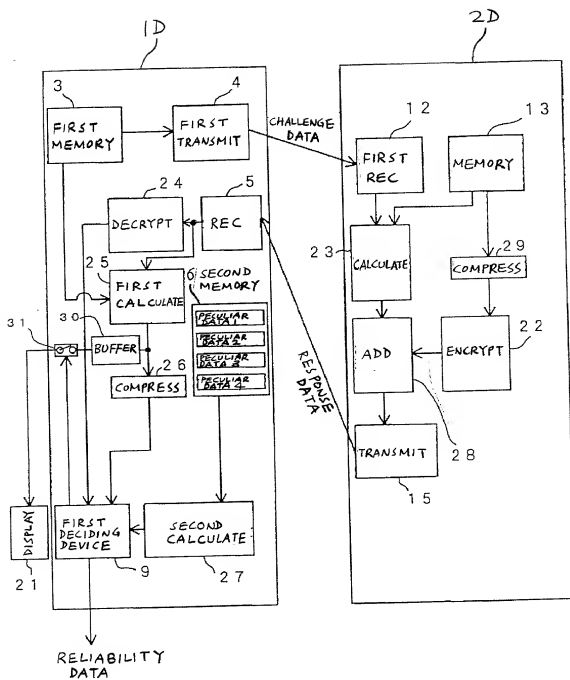 1D
2D
3
4
FIRST
MEMORY
FIRST
TRANSMIT
CHALLENGE
DATA
12
13
FIRST
REC
MEMORY
24
5
DECRYPT
REC
25
FIRST
CALCULATE
6
SECOND
MEMORY
PECULIAR
DATA 1
PECULIAR
DATA 2
PECULIAR
DATA 3
PECULIAR
DATA 4
23
CALCULATE
29
COMPRESS
31
30
BUFFER
26
COMPRESS
RESPONSE
DATA
ADD
ENCRYPT
22
28
TRANSMIT
15
DISPLAY
21
FIRST
DECIDING
DEVICE
9
SECOND
CALCULATE
27
RELIABILITY
DATA